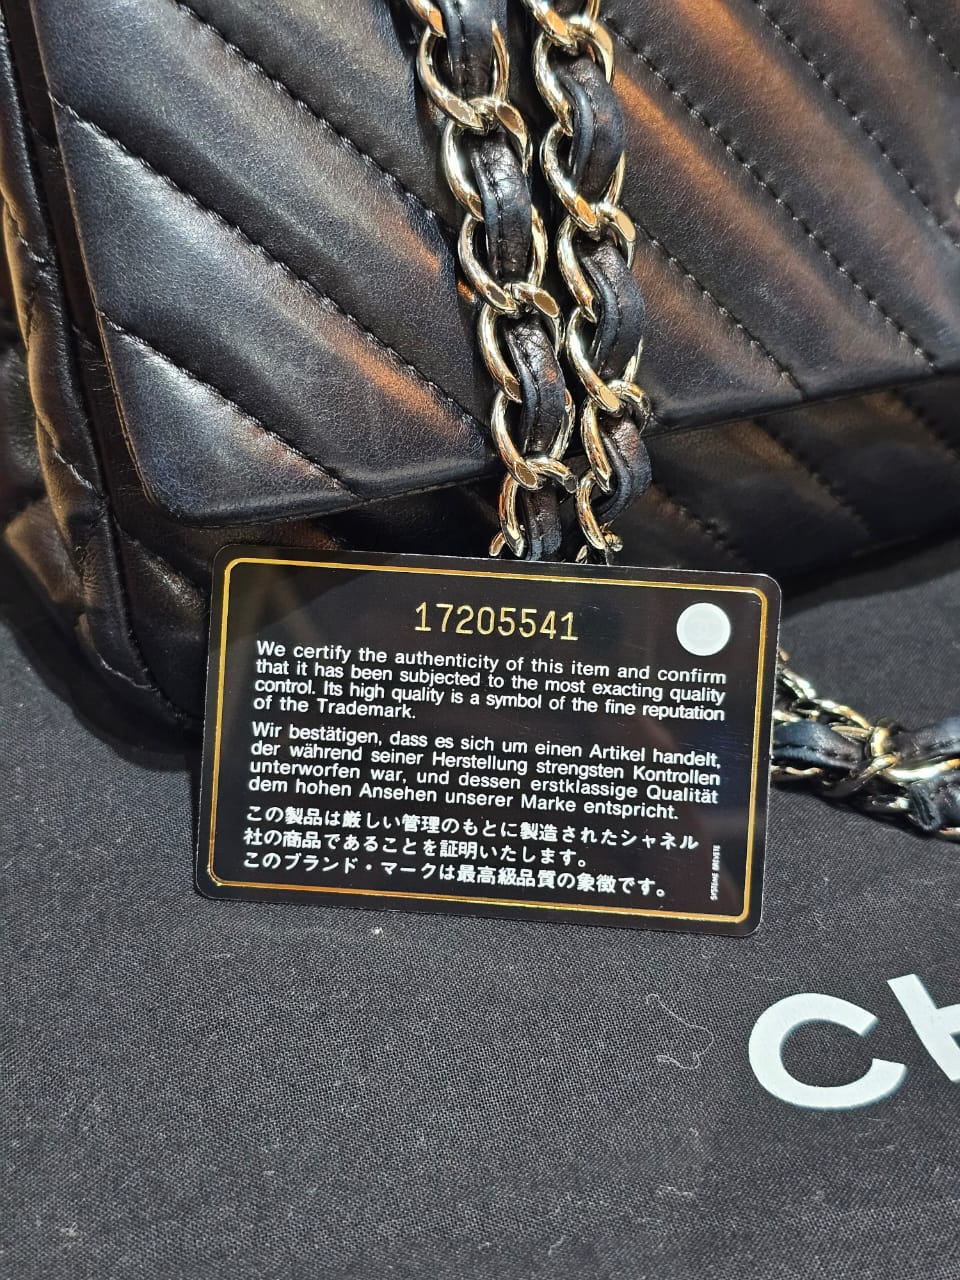 17205541
We certify the authenticity of this item and confirm
that it has been subjected to the most exacting quality
control. Its high quality is a symbol of the fine reputation
of the Trademark.
Wir bestätigen, dass es sich um einen Artikel handelt,
der während seiner Herstellung strengsten Kontrollen
unterworfen war, und dessen erstklassige Qualität
dem hohen Ansehen unserer Marke entspricht.
この製品は厳しい管理のもとに製造されたシャネル
社の商品であることを証明いたします。
このブランド・マークは最高級品質の象徴です。
CH